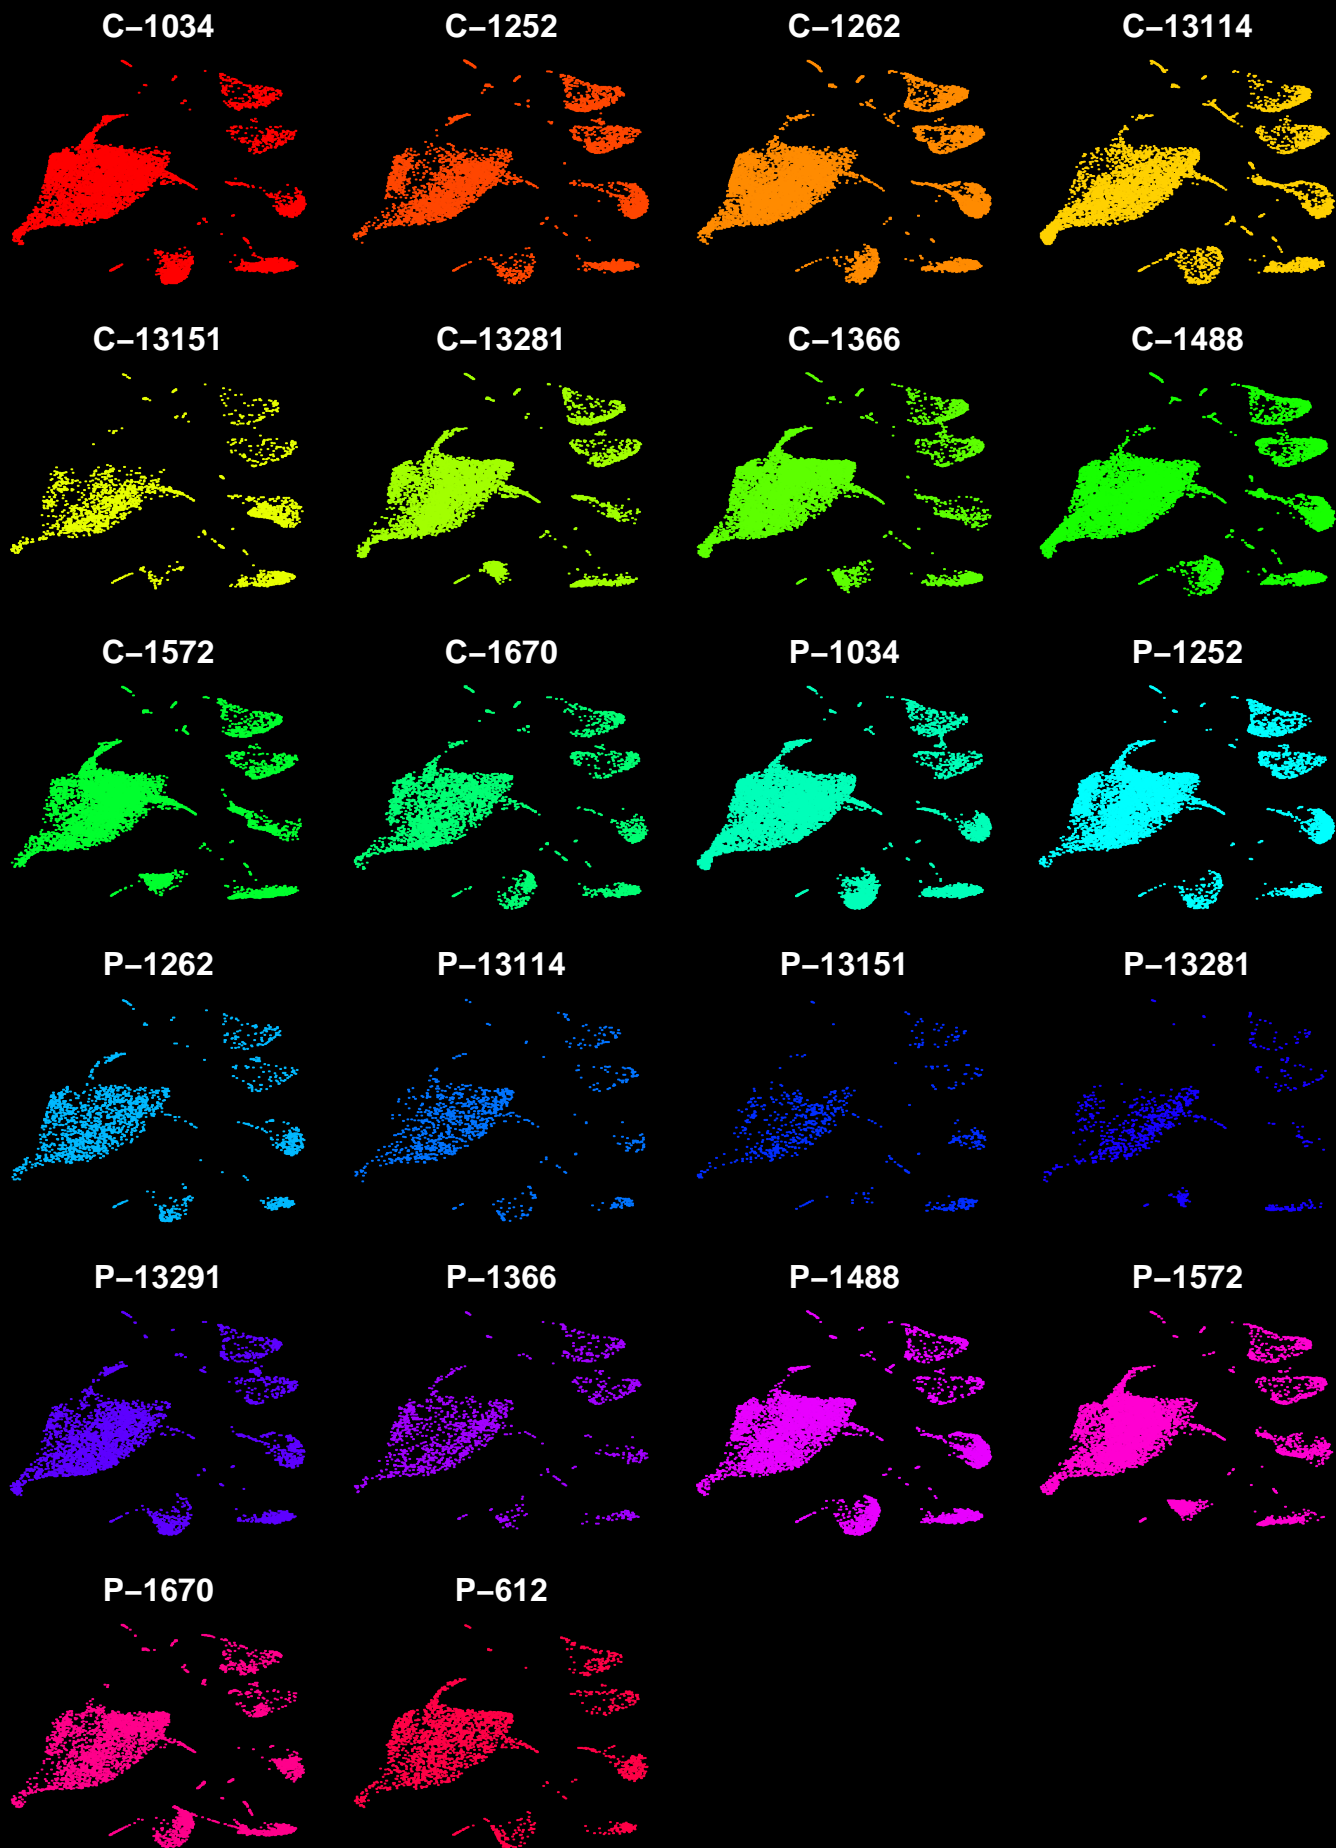 C–1034 C–1252 C–1262 C–13114
C–13151 C–13281 C–1366 C–1488
C–1572 C–1670 P–1034 P–1252
P–1262 P–13114 P–13151 P–13281
P–13291 P–1366 P–1488 P–1572
P–1670 P–612